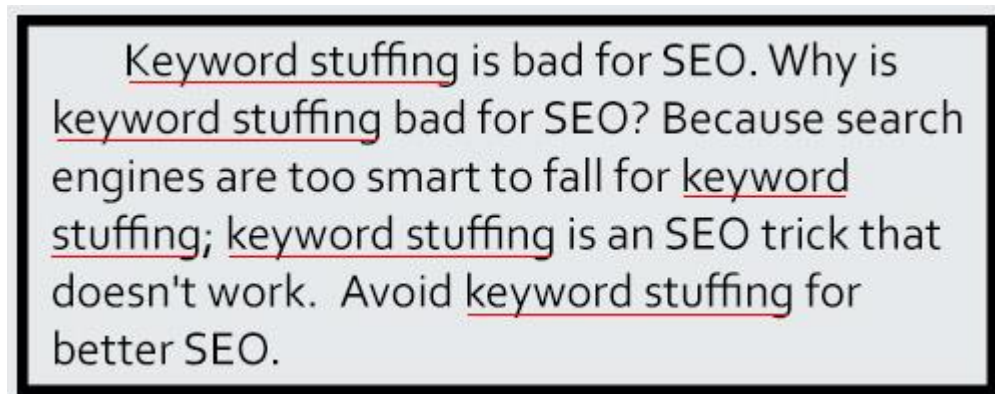 Keyword stuffing is bad for SEO. Why is
keyword stuffing bad for SEO? Because search
engines are too smart to fall for keyword
stuffing; keyword stuffing is an SEO trick that
doesn't work.  Avoid keyword stuffing for
better SEO.